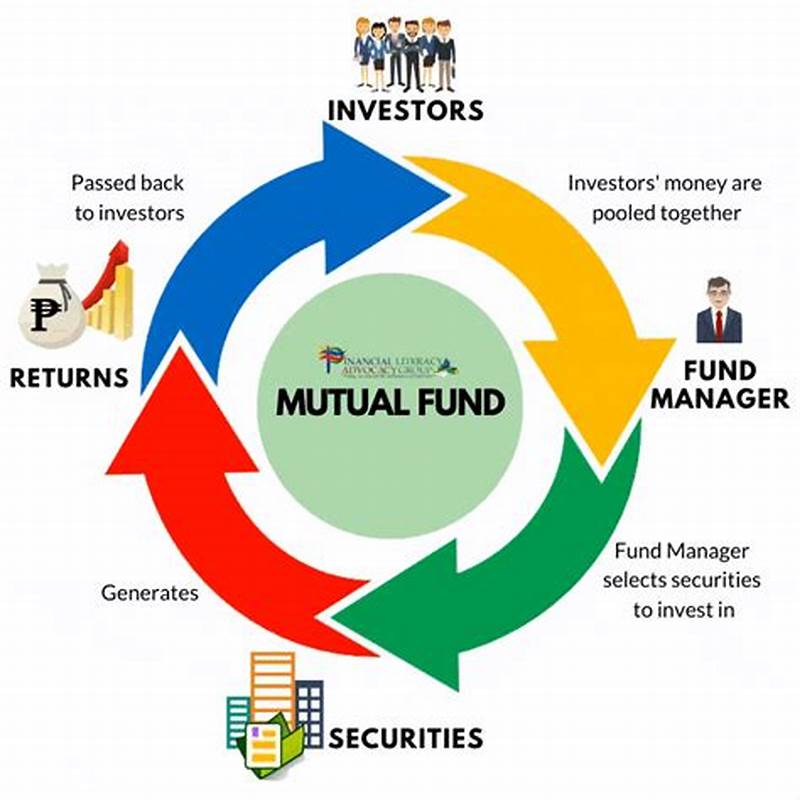 INVESTORS
Investors' money are
pooled together
FUND
MANAGER
Fund Manager
selects securities
to invest in
SECURITIES
Generates
RETURNS
₱
Passed back
to investors
FINANCIAL LITERACY
ADVOCACY GROUP
MUTUAL FUND